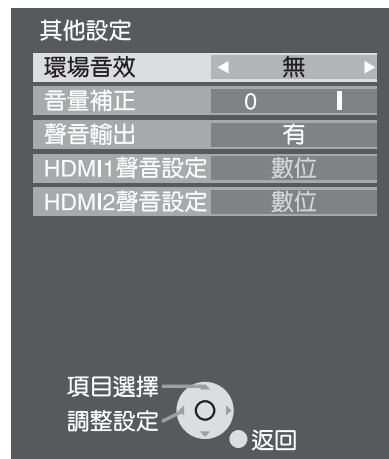 其他設定
環場音效 無
音量補正 0
聲音輸出 有
HDMI1聲音設定 數位
HDMI2聲音設定 數位
項目選擇
調整設定
返回